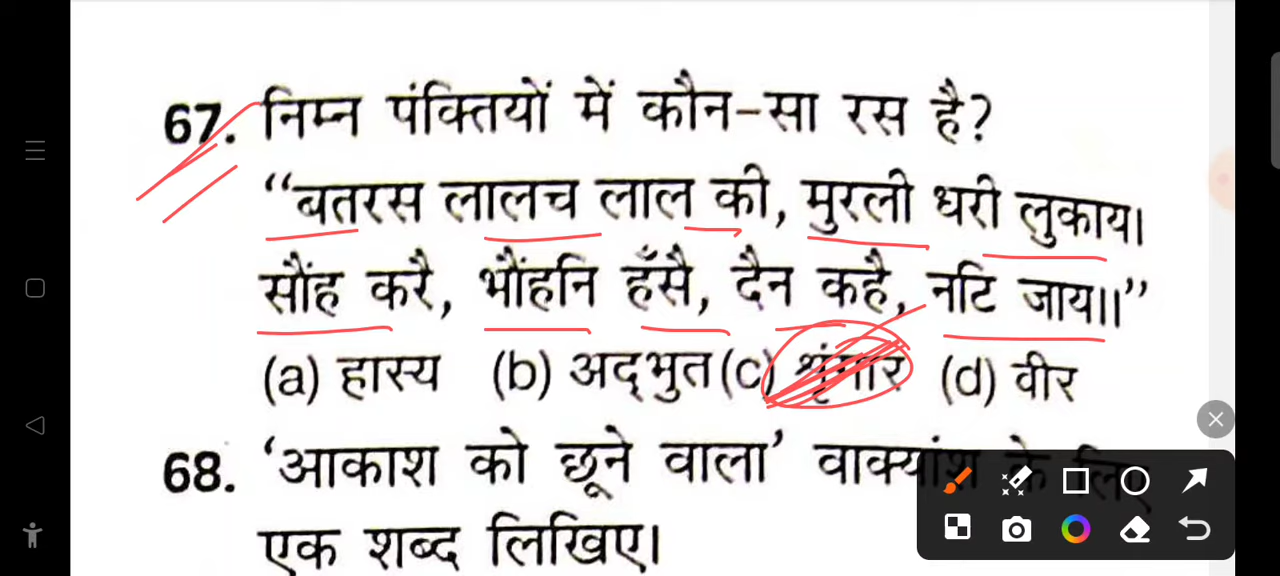 67. निम्न पंक्तियों में कौन-सा रस है?
“बतरस लालच लाल की, मुरली धरी लुकाय।
सौंह करै, भौंहनि हँसै, दैन कहै, नटि जाय।।”
(a) हास्य (b) अद्भुत (c) शृंगार (d) वीर
68. ‘आकाश को छूने वाला’ वाक्यांश के लिए
एक शब्द लिखिए।